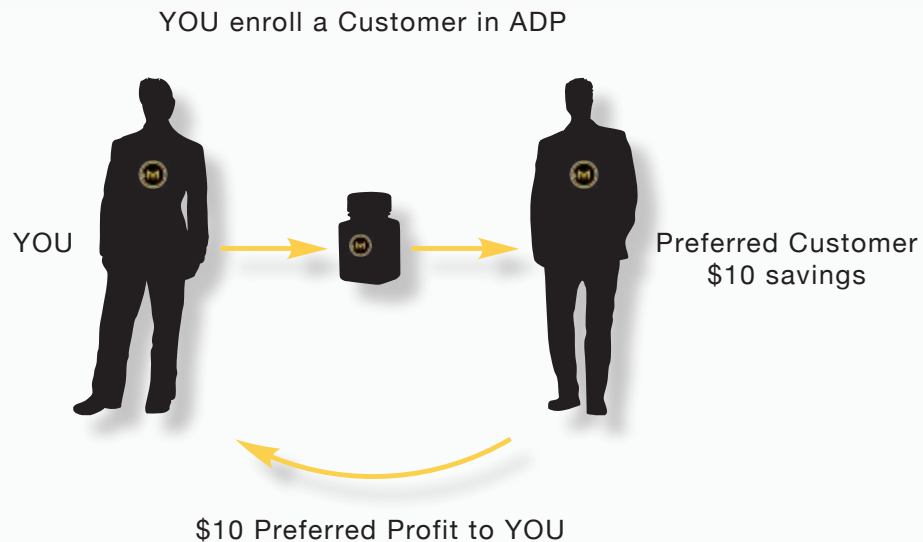 YOU enroll a Customer in ADP
M
M
YOU
M
Preferred Customer
$10 savings
$10 Preferred Profit to YOU